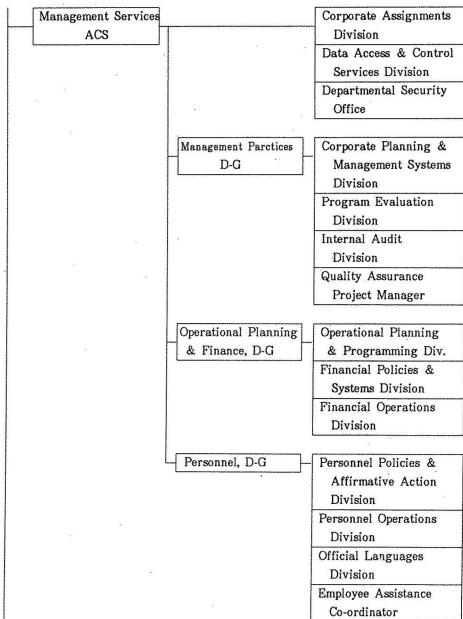 Management Services
ACS
Corporate Assignments
Division
Data Access & Control
Services Division
Departmental Security
Office
Management Parctices
D-G
Corporate Planning &
Management Systems
Division
Program Evaluation
Division
Internal Audit
Division
Quality Assurance
Project Manager
Operational Planning
& Finance, D-G
Operational Planning
& Programming Div.
Financial Policies &
Systems Division
Financial Operations
Division
Personnel, D-G
Personnel Policies &
Affirmative Action
Division
Personnel Operations
Division
Official Languages
Division
Employee Assistance
Co-ordinator